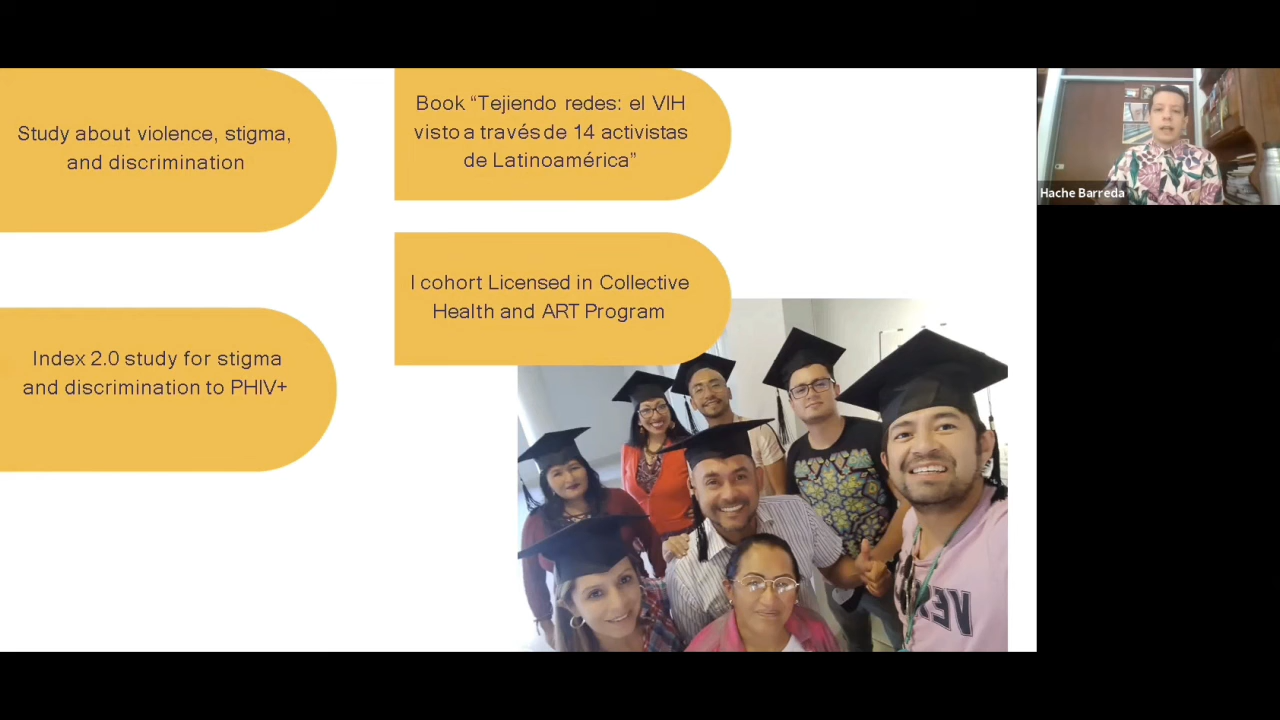 Study about violence, stigma,
and discrimination
Book “Tejiendo redes: el VIH
visto a través de 14 activistas
de Latinoamérica”
Hache Barreda
I cohort Licensed in Collective
Health and ART Program
Index 2.0 study for stigma
and discrimination to PHIV+